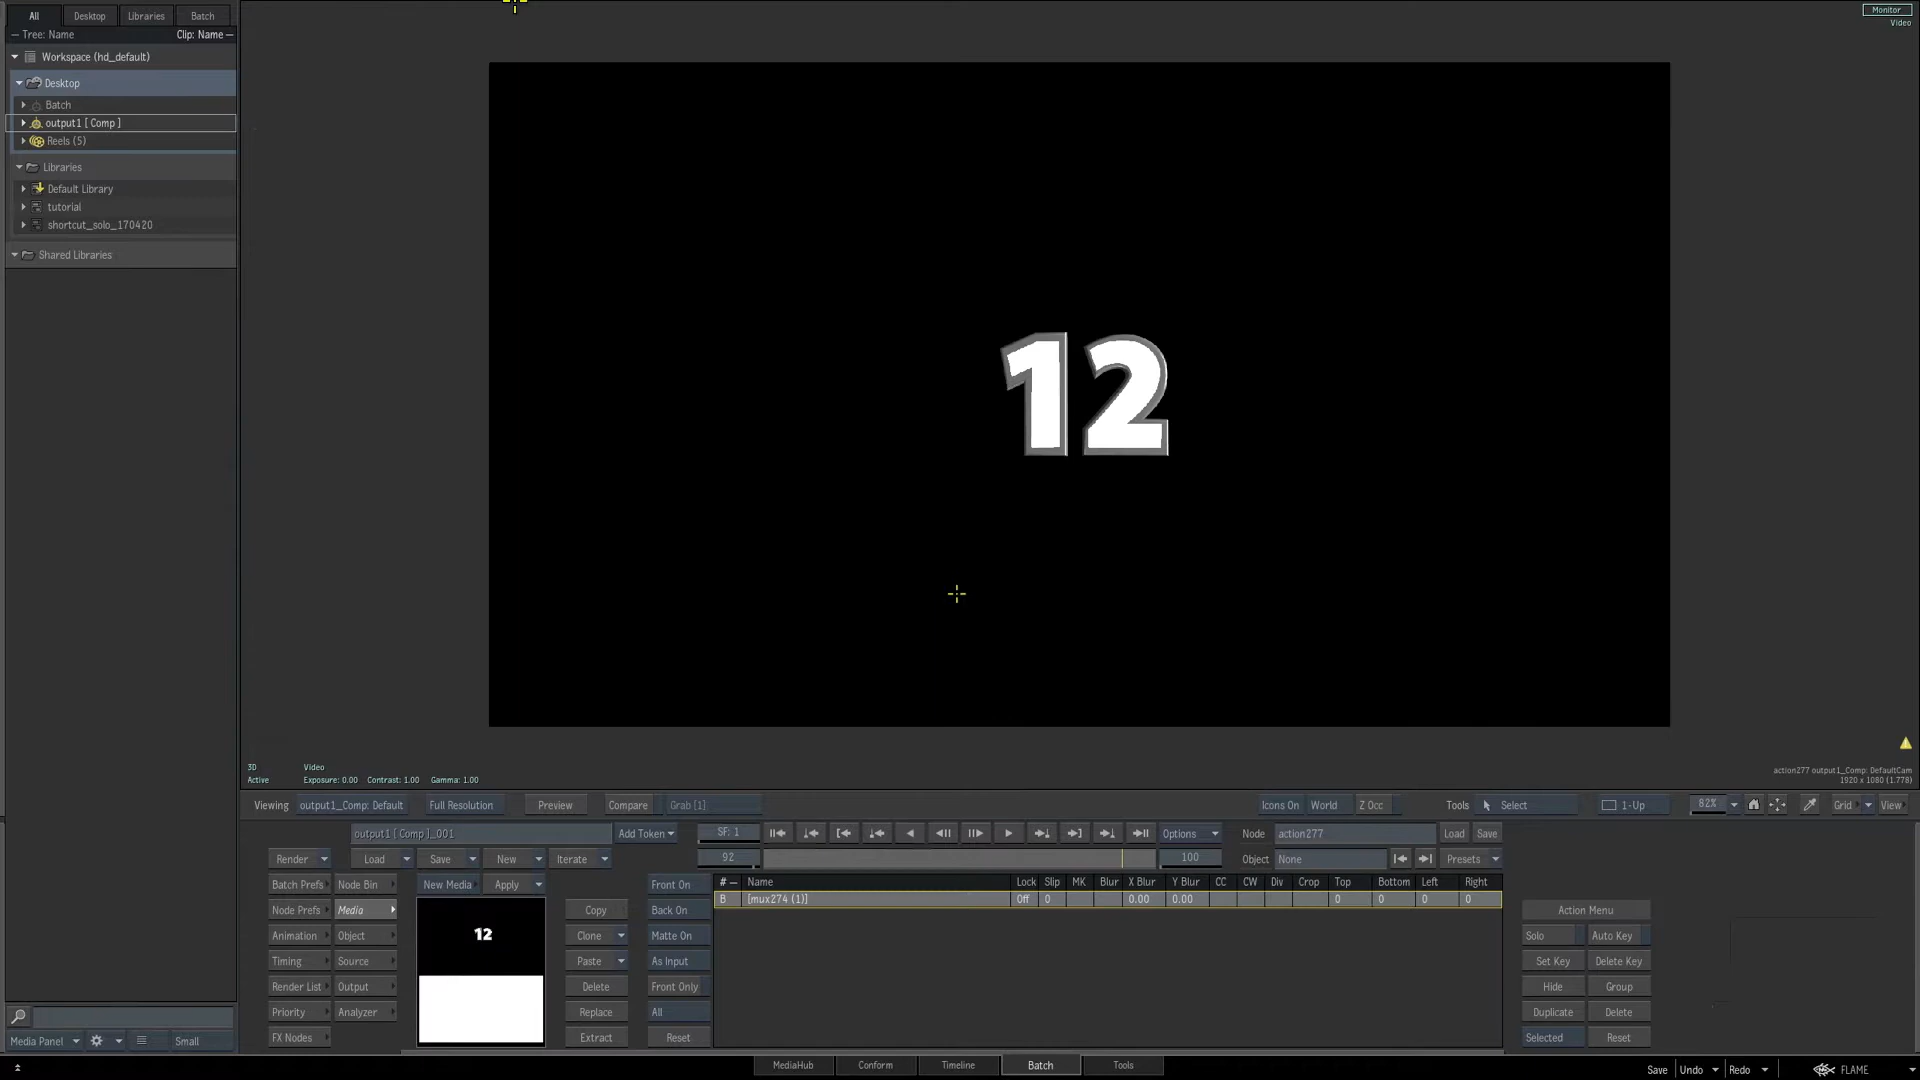 All Desktop Libraries Batch
Tree: Name Clip: Name
Workspace (hd_default)
Desktop
Batch
output1 [ Comp ]
Reels (5)
Libraries
Default Library
tutorial
shortcut_solo_170420
Shared Libraries
Monitor
Video
12
3D Video
Active Exposure: 0.00 Contrast: 1.00 Gamma: 1.00
action277 output1_Comp: DefaultCam
1920 x 1080 (1.778)
Viewing output1_Comp: Default Full Resolution Preview Compare Grab [1] Icons On World Z Occ Tools Select 1-Up 82% Grid View
output1 [ Comp ]_001 Add Token SF: 1 Options Node action277 Load Save
Render Load Save New Iterate 92 100 Object None Presets
Batch Prefs Node Bin New Media Apply Front On # Name Lock Slip MK Blur X Blur Y Blur CC CW Div Crop Top Bottom Left Right
B [mux274 (1)] Off 0 0.00 0.00 0 0 0 0
Node Prefs Media Copy Back On Action Menu
Animation Object 12 Clone Matte On Solo Auto Key
Timing Source Paste As Input Set Key Delete Key
Render List Output Delete Front Only Hide Group
Priority Analyzer Replace All Duplicate Delete
FX Nodes Extract Reset Selected Reset
Media Panel Small
MediaHub Conform Timeline Batch Tools
Save Undo Redo FLAME